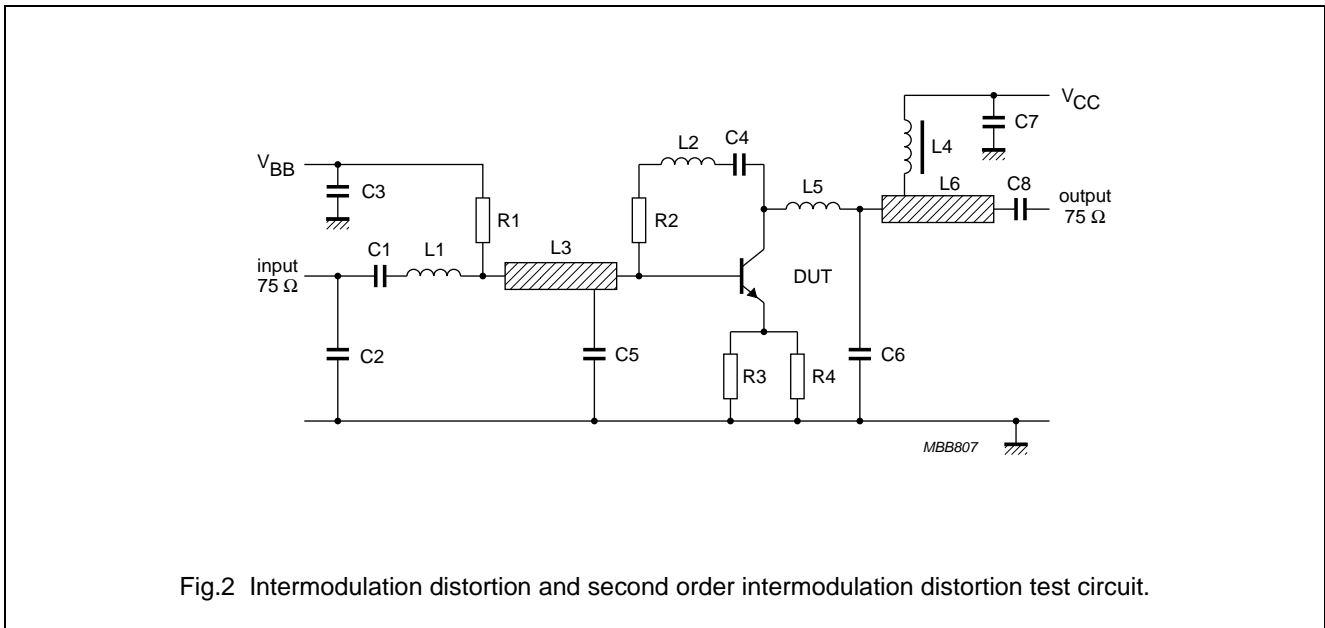 V_CC
C7
L4
L2
C4
V_BB
C3
R1
R2
L5
L6
C8
output
75 Ω
C1
L1
L3
input
75 Ω
DUT
C2
C5
R3
R4
C6
MBB807
Fig.2 Intermodulation distortion and second order intermodulation distortion test circuit.